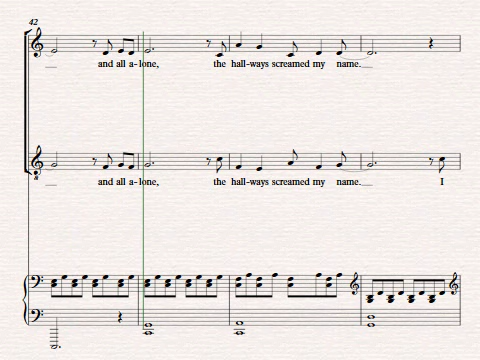 42
and all a-lone, the hall-ways screamed my name.
8
and all a-lone, the hall-ways screamed my name. I